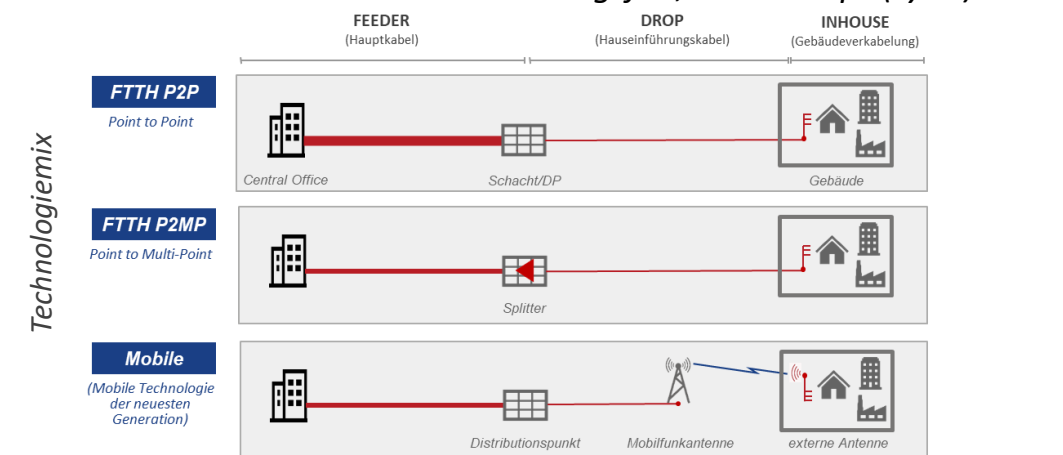 FEEDER
(Hauptkabel)
DROP
(Hauseinführungskabel)
INHOUSE
(Gebäudeverkabelung)
Technologiemix
FTTH P2P
Point to Point
Central Office
Schacht/DP
Gebäude
FTTH P2MP
Point to Multi-Point
Splitter
Mobile
(Mobile Technologie
der neuesten
Generation)
Distributionspunkt
Mobilfunkantenne
externe Antenne